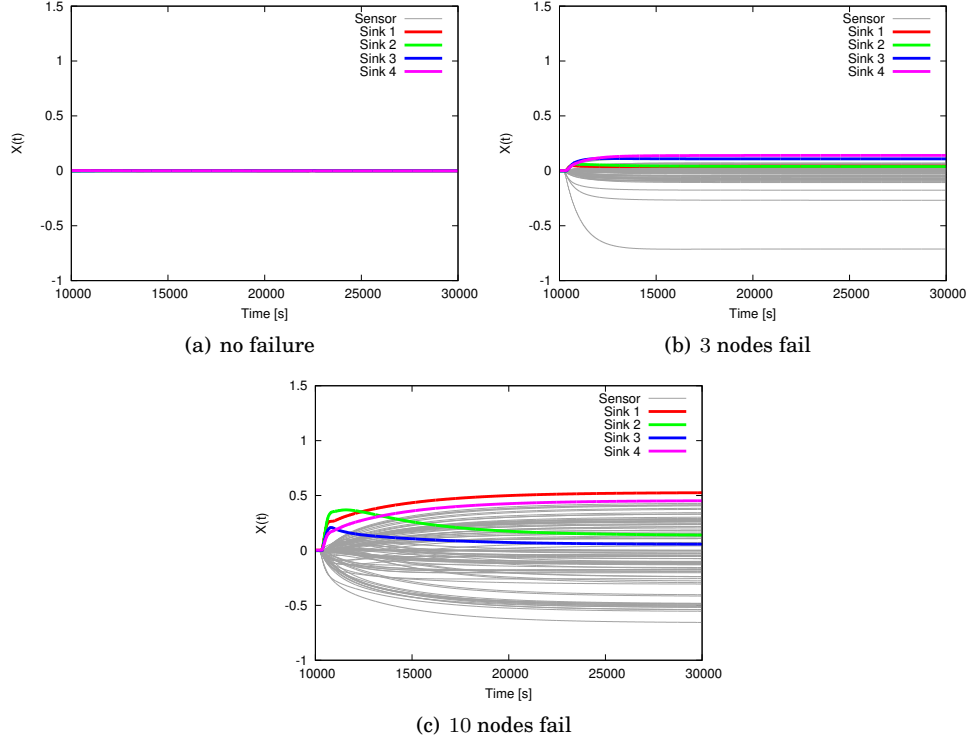 1.5
1
0.5
0
-0.5
-1
X(t)
10000 15000 20000 25000 30000
Time [s]
Sensor
Sink 1
Sink 2
Sink 3
Sink 4
(a) no failure
1.5
1
0.5
0
-0.5
-1
X(t)
10000 15000 20000 25000 30000
Time [s]
Sensor
Sink 1
Sink 2
Sink 3
Sink 4
(b) 3 nodes fail
1.5
1
0.5
0
-0.5
-1
X(t)
10000 15000 20000 25000 30000
Time [s]
Sensor
Sink 1
Sink 2
Sink 3
Sink 4
(c) 10 nodes fail